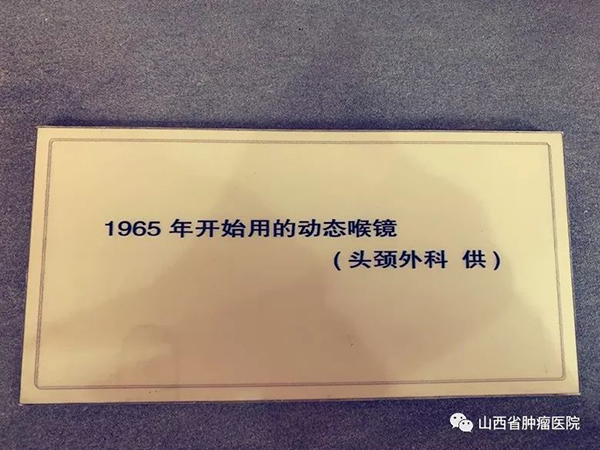 1965 年开始用的动态喉镜
(头颈外科 供)
山西省肿瘤医院